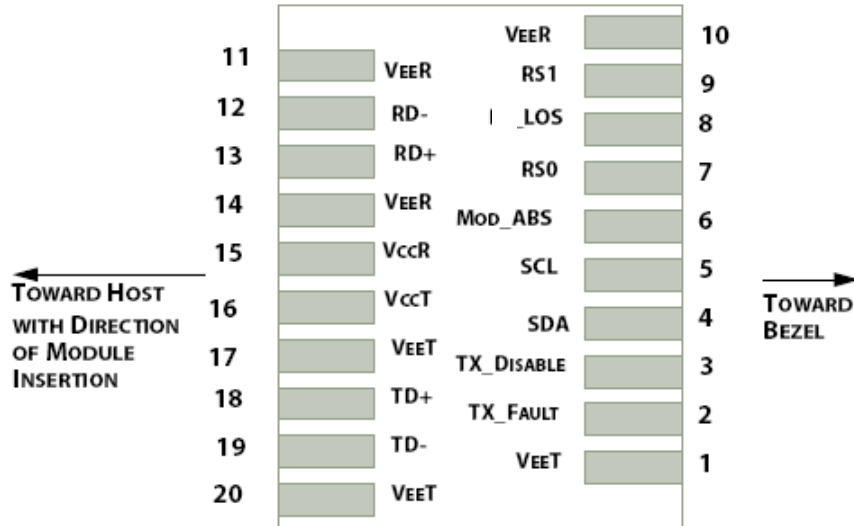 11 VEER
12 RD-
13 RD+
14 VEER
15 VCCR
16 VCCT
17 VEET
18 TD+
19 TD-
20 VEET
VEER 10
RS1 9
_LOS 8
RS0 7
MOD_ABS 6
SCL 5
SDA 4
TX_DISABLE 3
TX_FAULT 2
VEET 1
TOWARD HOST
WITH DIRECTION
OF MODULE
INSERTION
TOWARD
BEZEL